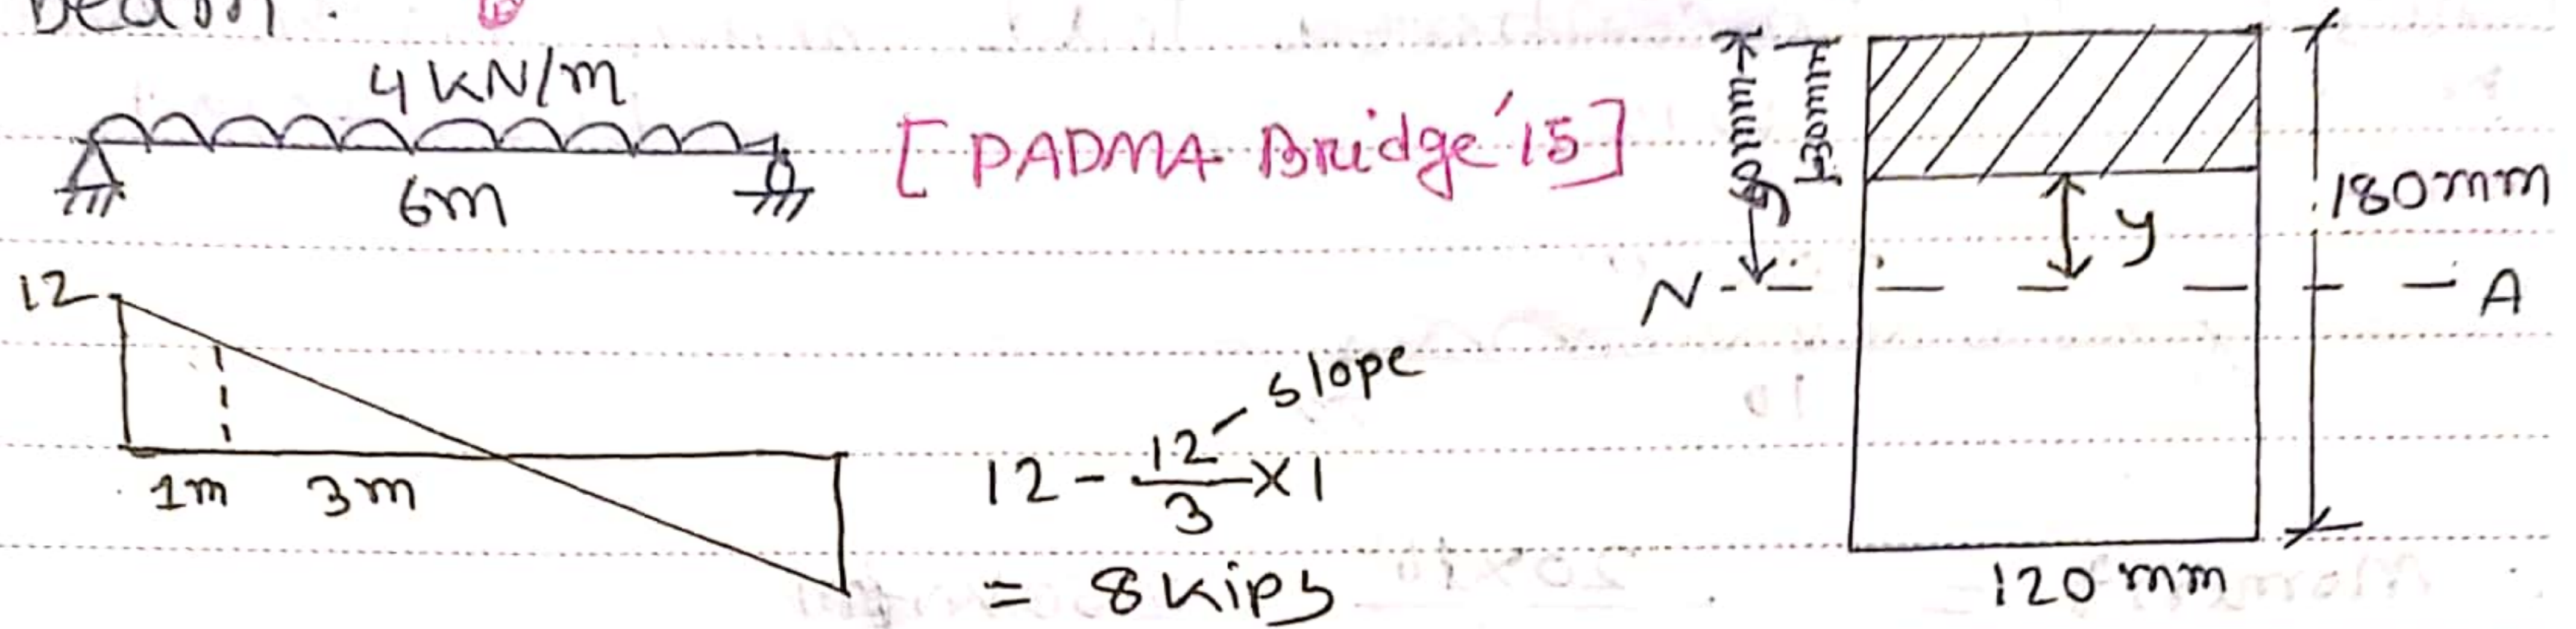 Beam.
4 kN/m
[PADMA Bridge'15]
6m
12
1m 3m
slope
12 - 12/3 × 1
= 8 kips
y
180mm
N A
120 mm